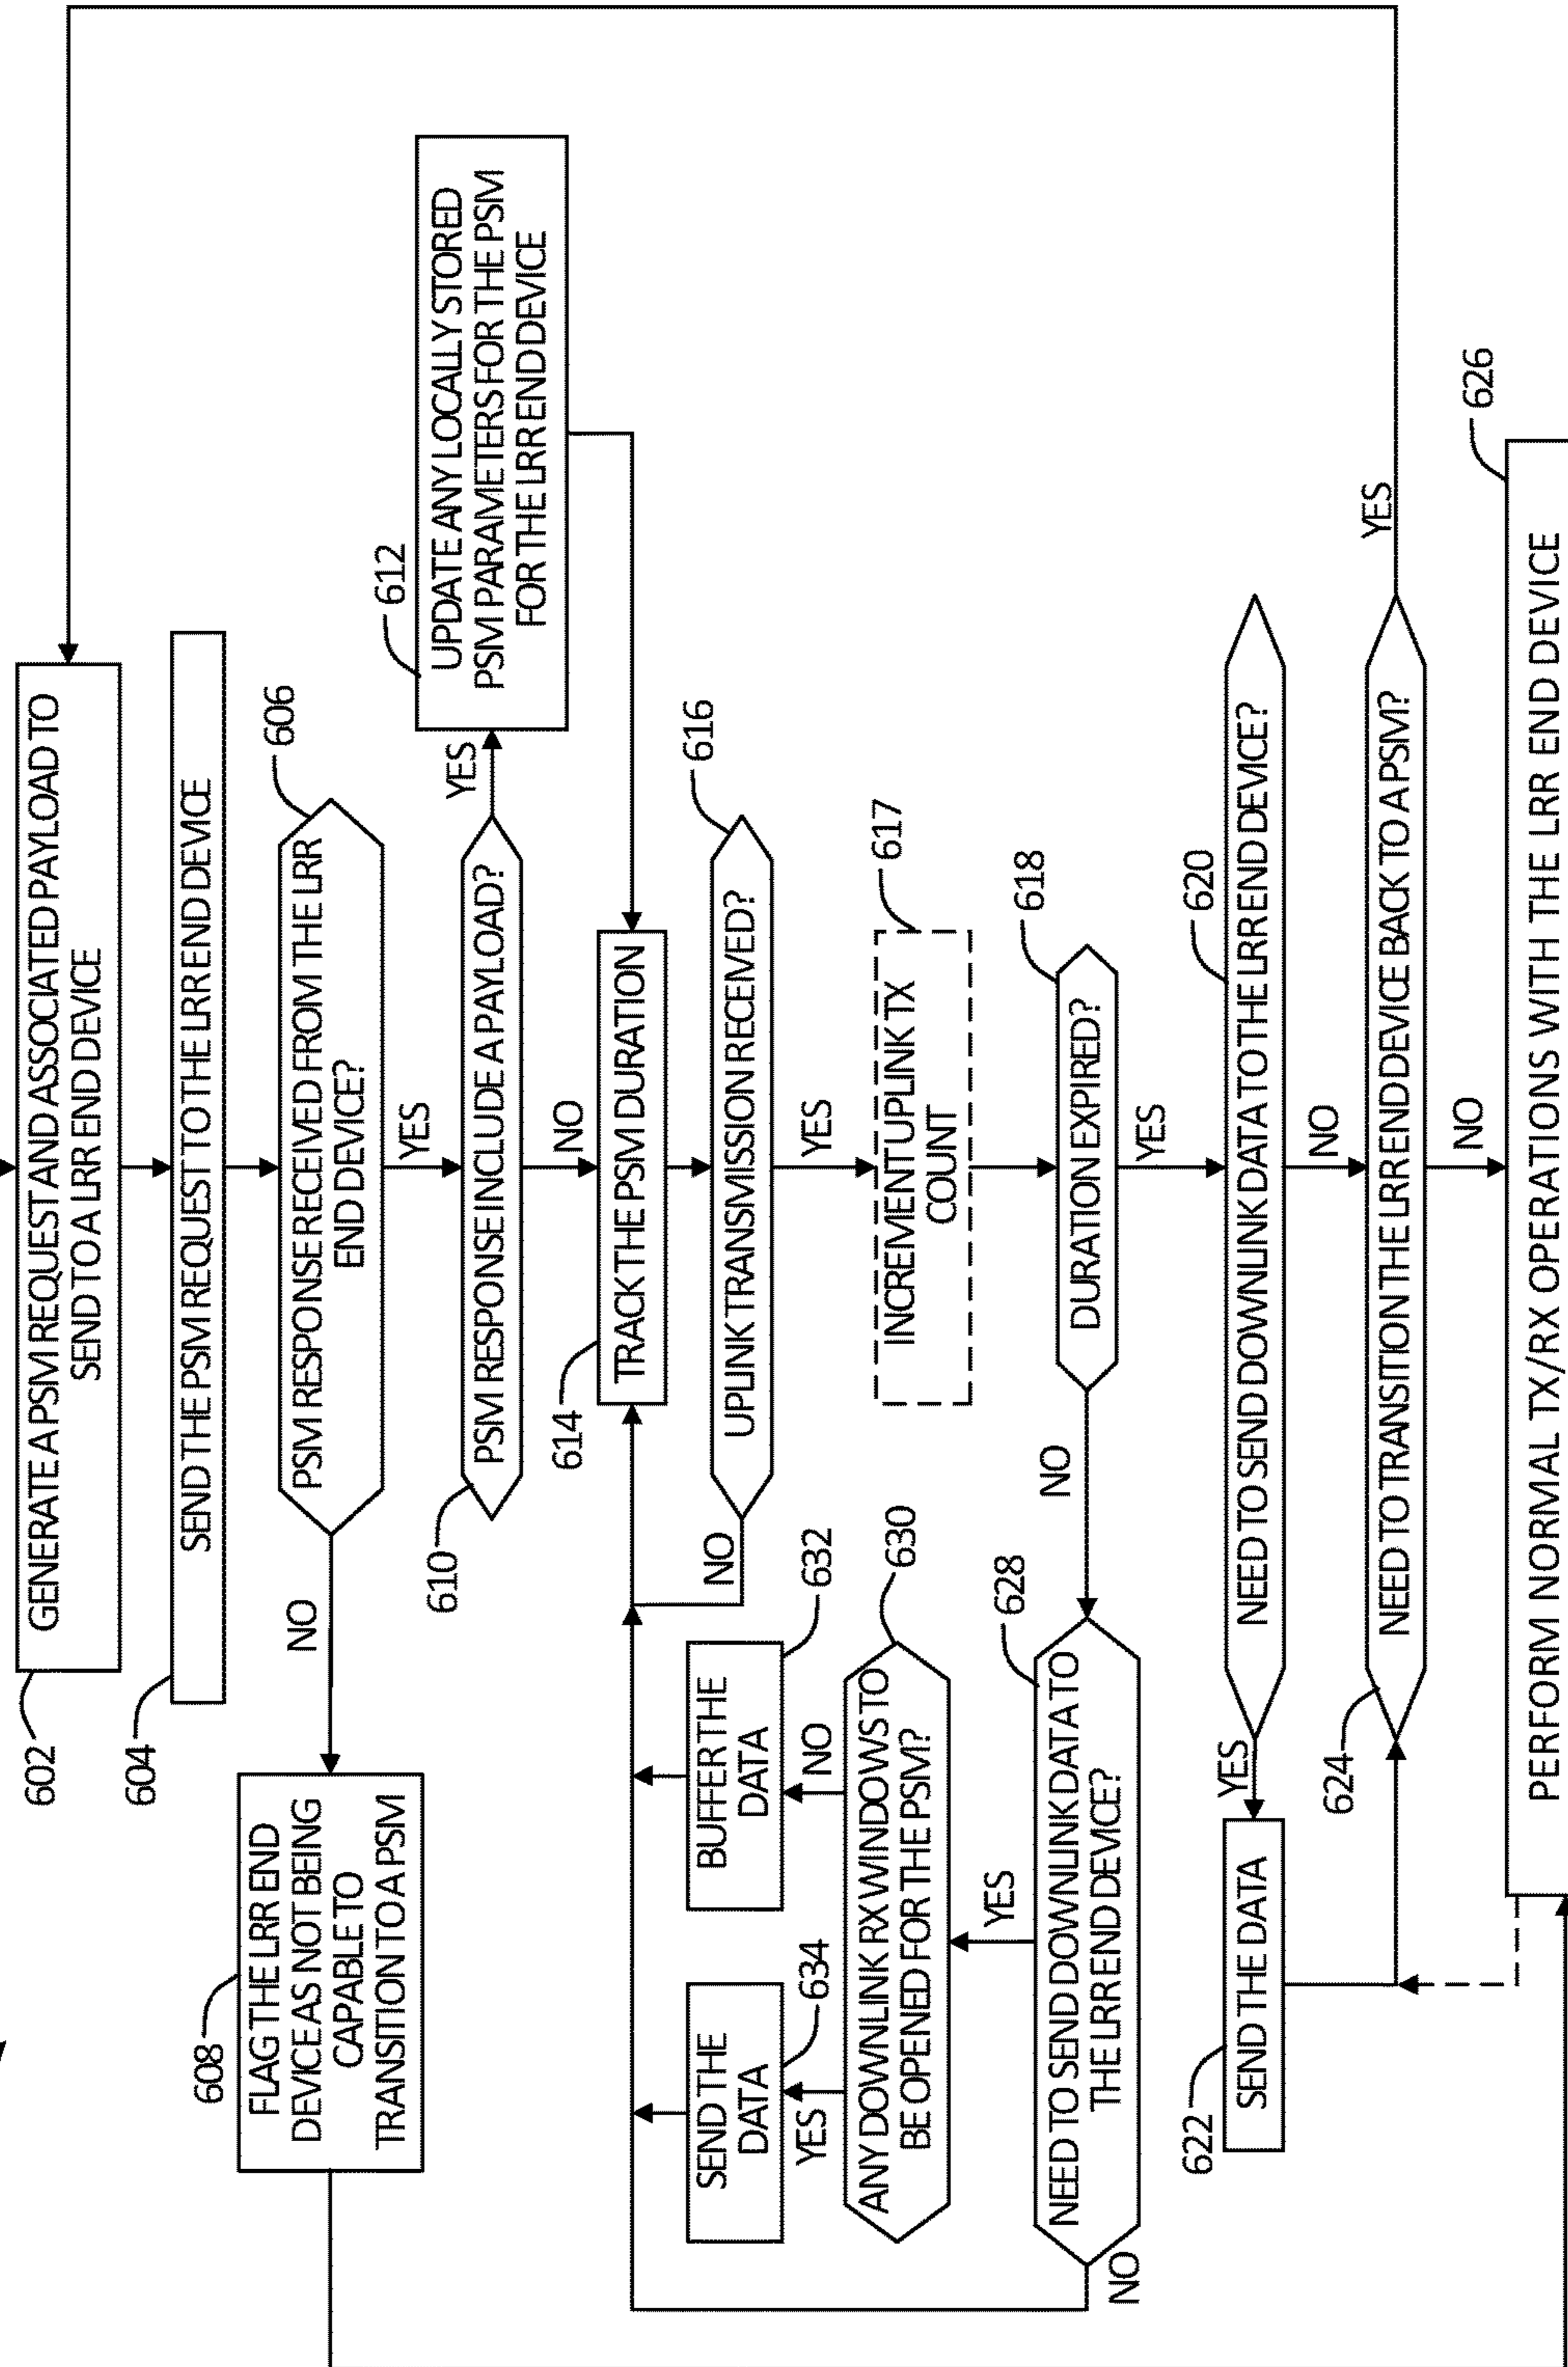 GENERATE A PSM REQUEST AND ASSOCIATED PAYLOAD TO
SEND TO A LRR END DEVICE
602
SEND THE PSM REQUEST TO THE LRR END DEVICE
604
PSM RESPONSE RECEIVED FROM THE LRR
END DEVICE?
606
NO
YES
608
FLAG THE LRR END
DEVICE AS NOT BEING
CAPABLE TO
TRANSITION TO A PSM
PSM RESPONSE INCLUDE A PAYLOAD?
610
YES
NO
612
UPDATE ANY LOCALLY STORED
PSM PARAMETERS FOR THE PSM
FOR THE LRR END DEVICE
614
TRACK THE PSM DURATION
UPLINK TRANSMISSION RECEIVED?
616
NO
YES
INCREMENT UPLINK TX
COUNT
617
DURATION EXPIRED?
618
NO
YES
SEND THE
DATA
634
BUFFER THE
DATA
632
YES
NO
ANY DOWNLINK RX WINDOWS TO
BE OPENED FOR THE PSM?
630
YES
NEED TO SEND DOWNLINK DATA TO
THE LRR END DEVICE?
628
NO
NEED TO SEND DOWNLINK DATA TO THE LRR END DEVICE?
620
YES
NO
622
SEND THE DATA
624
NEED TO TRANSITION THE LRR END DEVICE BACK TO A PSM?
YES
NO
626
PERFORM NORMAL TX/RX OPERATIONS WITH THE LRR END DEVICE